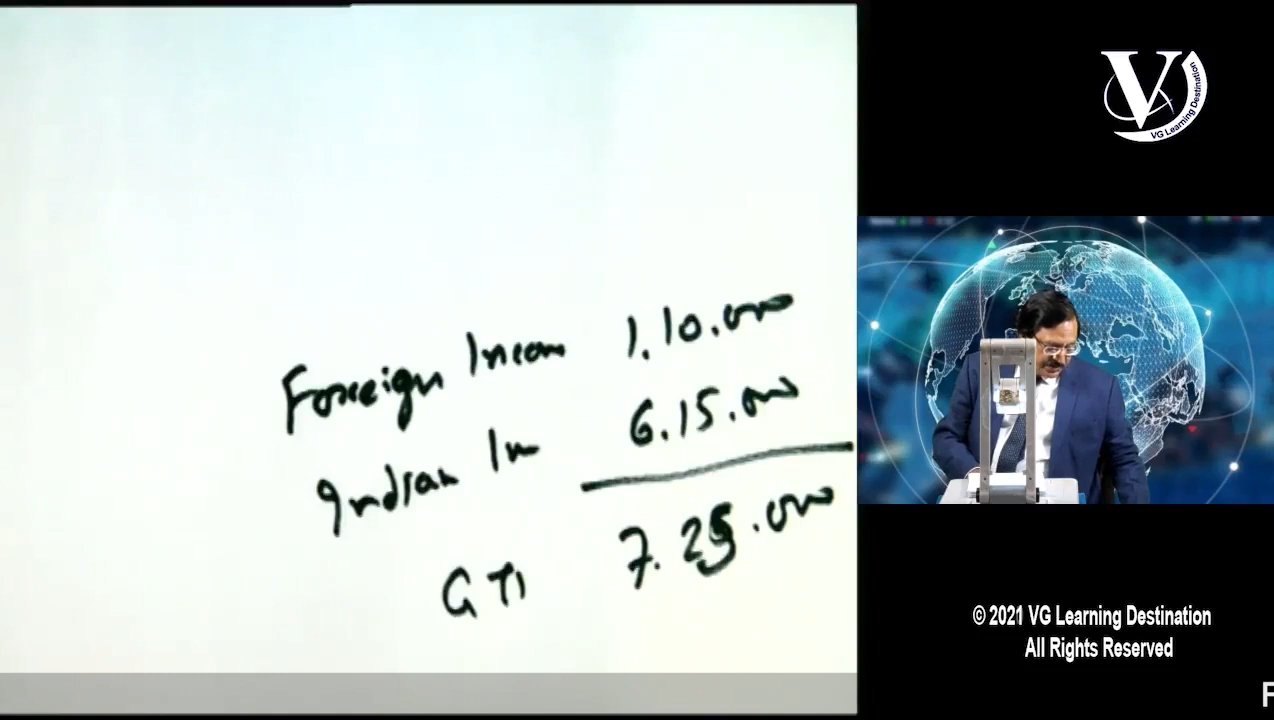 Foreign Incom 1.10.000
Indian In 6.15.000
GTI 7.25.000
V
VG Learning Destination
© 2021 VG Learning Destination
All Rights Reserved
F